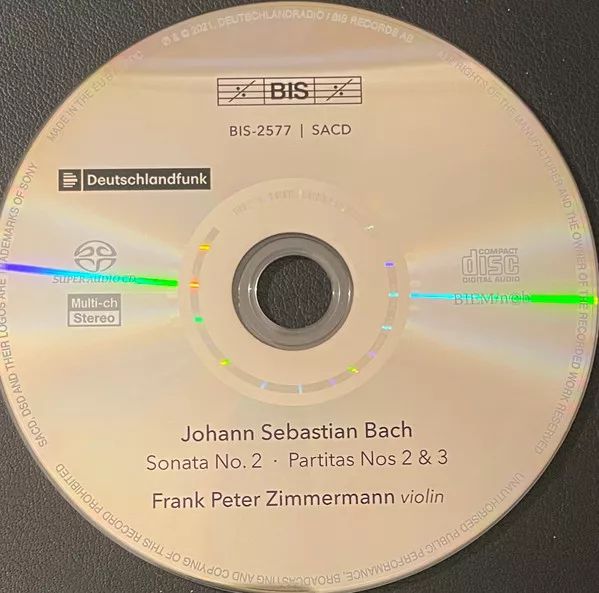 ℗ & © 2021, DEUTSCHLANDRADIO / BIS RECORDS AB
BIS
BIS-2577 | SACD
Deutschlandfunk
SUPER AUDIO CD
Multi-ch
Stereo
COMPACT
disc
DIGITAL AUDIO
BIEM·n©b
Johann Sebastian Bach
Sonata No. 2 · Partitas Nos 2 & 3
Frank Peter Zimmermann violin
ALL RIGHTS OF THE MANUFACTURER AND THE OWNER OF THE RECORDED WORK RESERVED
UNAUTHORISED PUBLIC PERFORMANCE, BROADCASTING AND COPYING OF THIS RECORD PROHIBITED
SACD, DSD AND THEIR LOGOS ARE TRADEMARKS OF SONY
MADE IN THE EU